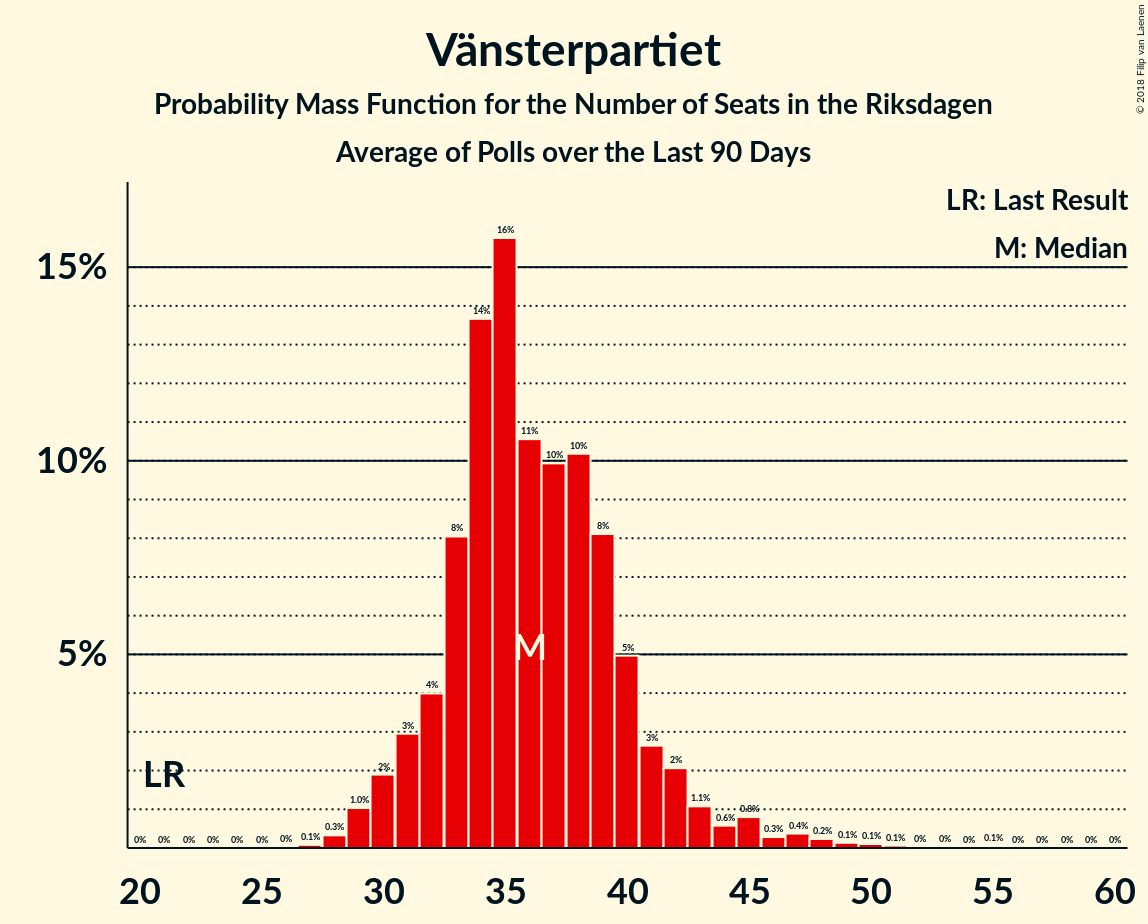 Vänsterpartiet
Probability Mass Function for the Number of Seats in the Riksdagen
Average of Polls over the Last 90 Days
© 2018 Filip van Laenen
LR: Last Result
M: Median
15%
10%
5%
0% 0% 0% 0% 0% 0% 0% 0.1% 0.3% 1.0% 2% 3% 4% 8% 14% 16% 11% 10% 10% 8% 5% 3% 2% 1.1% 0.6% 0.8% 0.3% 0.4% 0.2% 0.1% 0.1% 0.1% 0% 0% 0% 0.1% 0% 0% 0% 0% 0%
M
LR
20 25 30 35 40 45 50 55 60